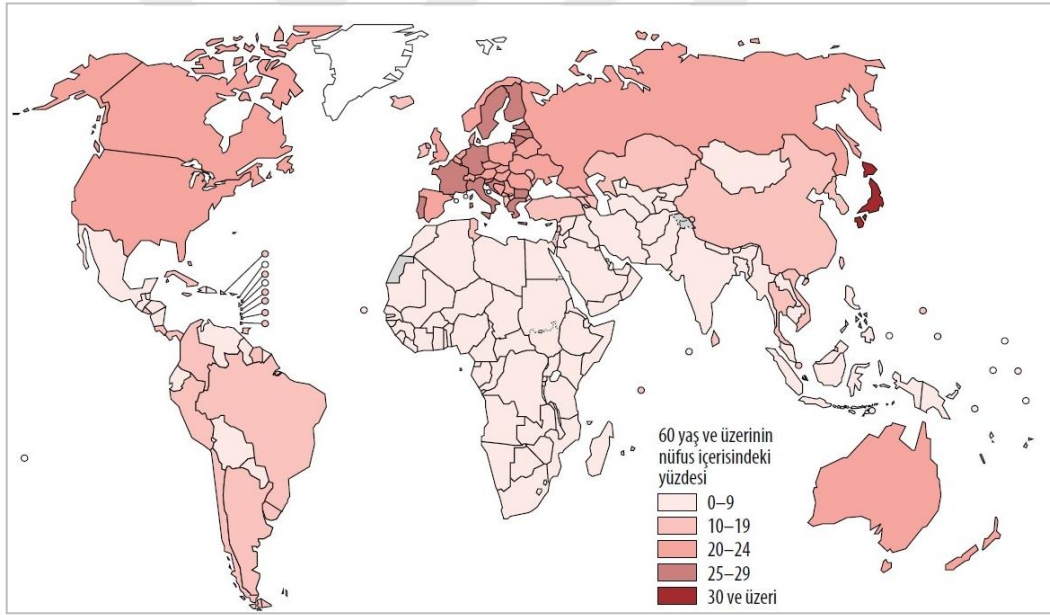 60 yaş ve üzerinin
nüfus içerisindeki
yüzdesi
0–9
10–19
20–24
25–29
30 ve üzeri